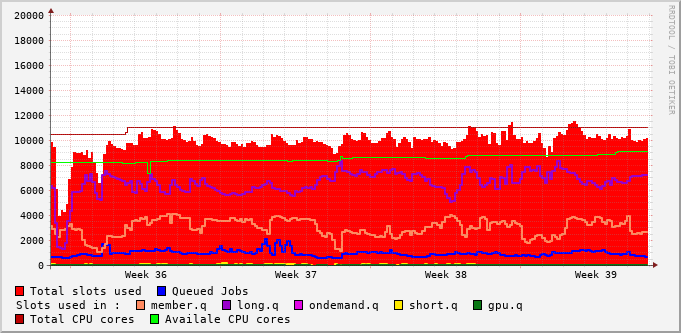 RRDTOOL / TOBI OETIKER
20000
18000
16000
14000
12000
10000
8000
6000
4000
2000
0
Week 36 Week 37 Week 38 Week 39
Total slots used Queued Jobs
Slots used in : member.q long.q ondemand.q short.q gpu.q
Total CPU cores Availale CPU cores